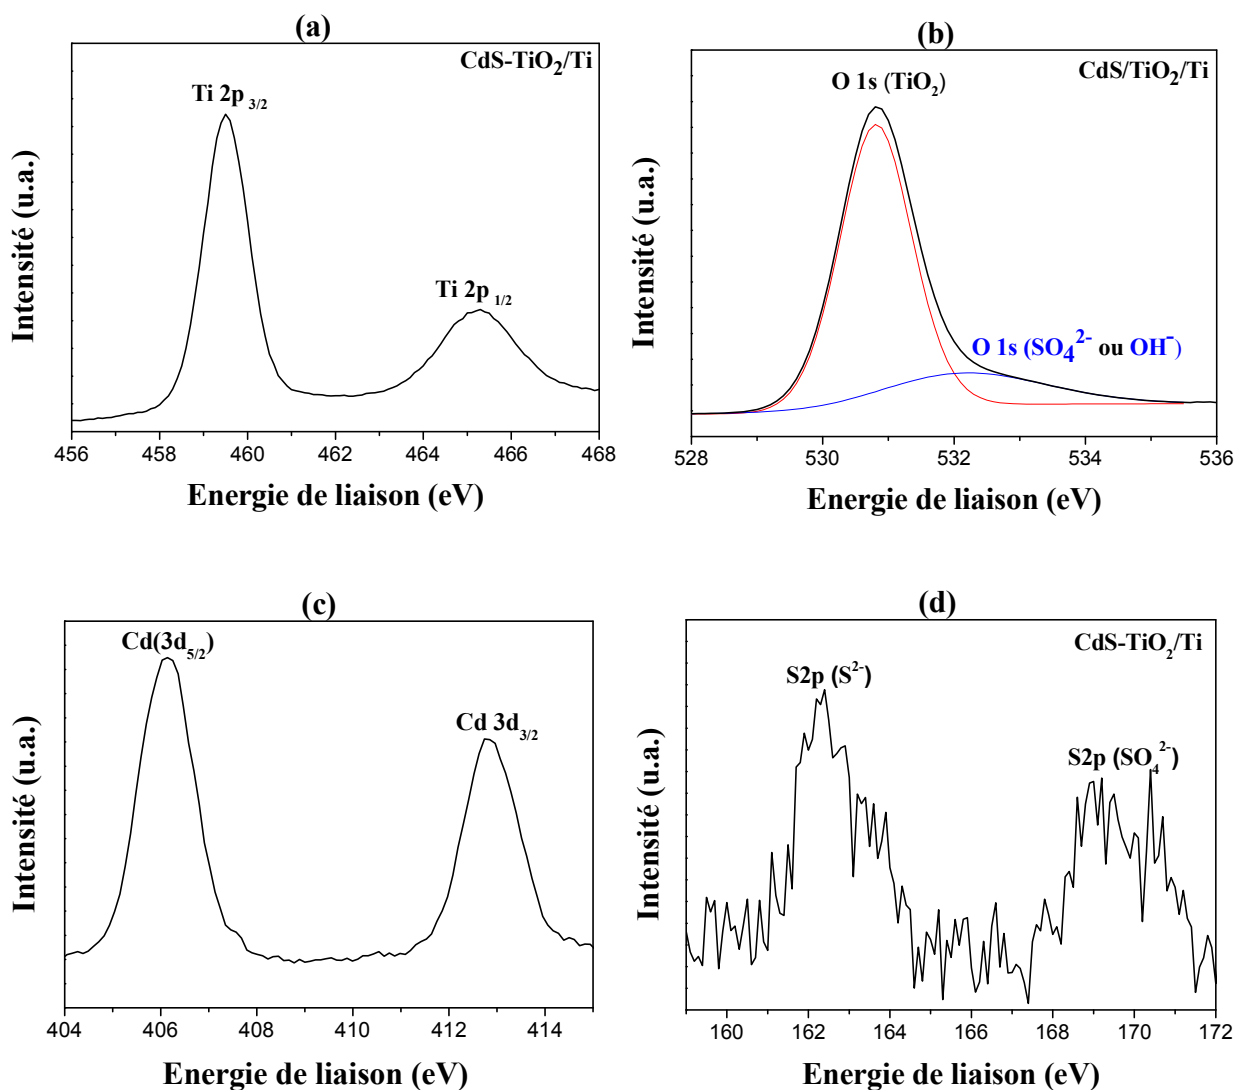 (a)
CdS-TiO₂/Ti
Ti 2p 3/2
Ti 2p 1/2
Intensité (u.a.)
456 458 460 462 464 466 468
Energie de liaison (eV)
(b)
CdS/TiO₂/Ti
O 1s (TiO₂)
O 1s (SO₄²⁻ ou OH⁻)
Intensité (u.a.)
528 530 532 534 536
Energie de liaison (eV)
(c)
Cd(3d5/2)
Cd 3d3/2
Intensité (u.a.)
404 406 408 410 412 414
Energie de liaison (eV)
(d)
CdS-TiO₂/Ti
S2p (S²⁻)
S2p (SO₄²⁻)
Intensité (u.a.)
160 162 164 166 168 170 172
Energie de liaison (eV)